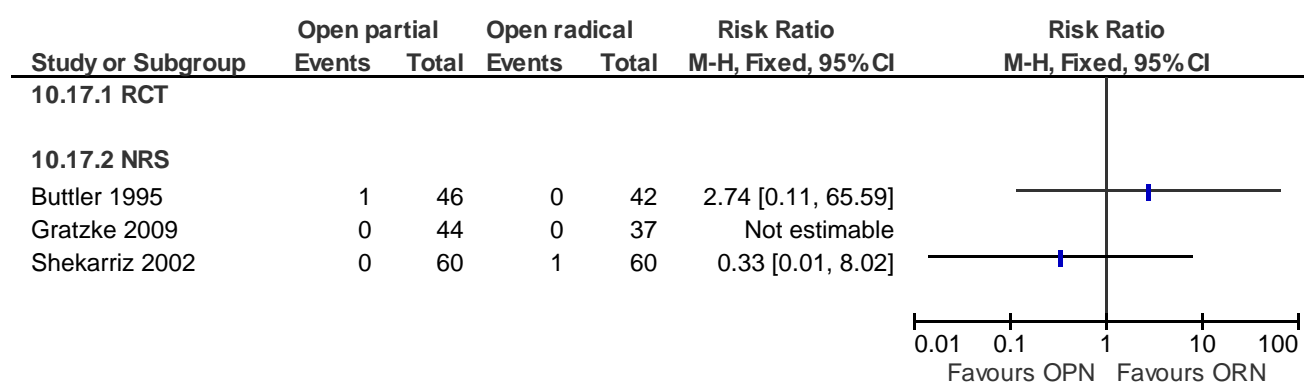 Open partial Open radical Risk Ratio Risk Ratio
Study or Subgroup Events Total Events Total M-H, Fixed, 95% CI M-H, Fixed, 95% CI
10.17.1 RCT
10.17.2 NRS
Buttler 1995 1 46 0 42 2.74 [0.11, 65.59]
Gratzke 2009 0 44 0 37 Not estimable
Shekarriz 2002 0 60 1 60 0.33 [0.01, 8.02]
0.01 0.1 1 10 100
Favours OPN Favours ORN